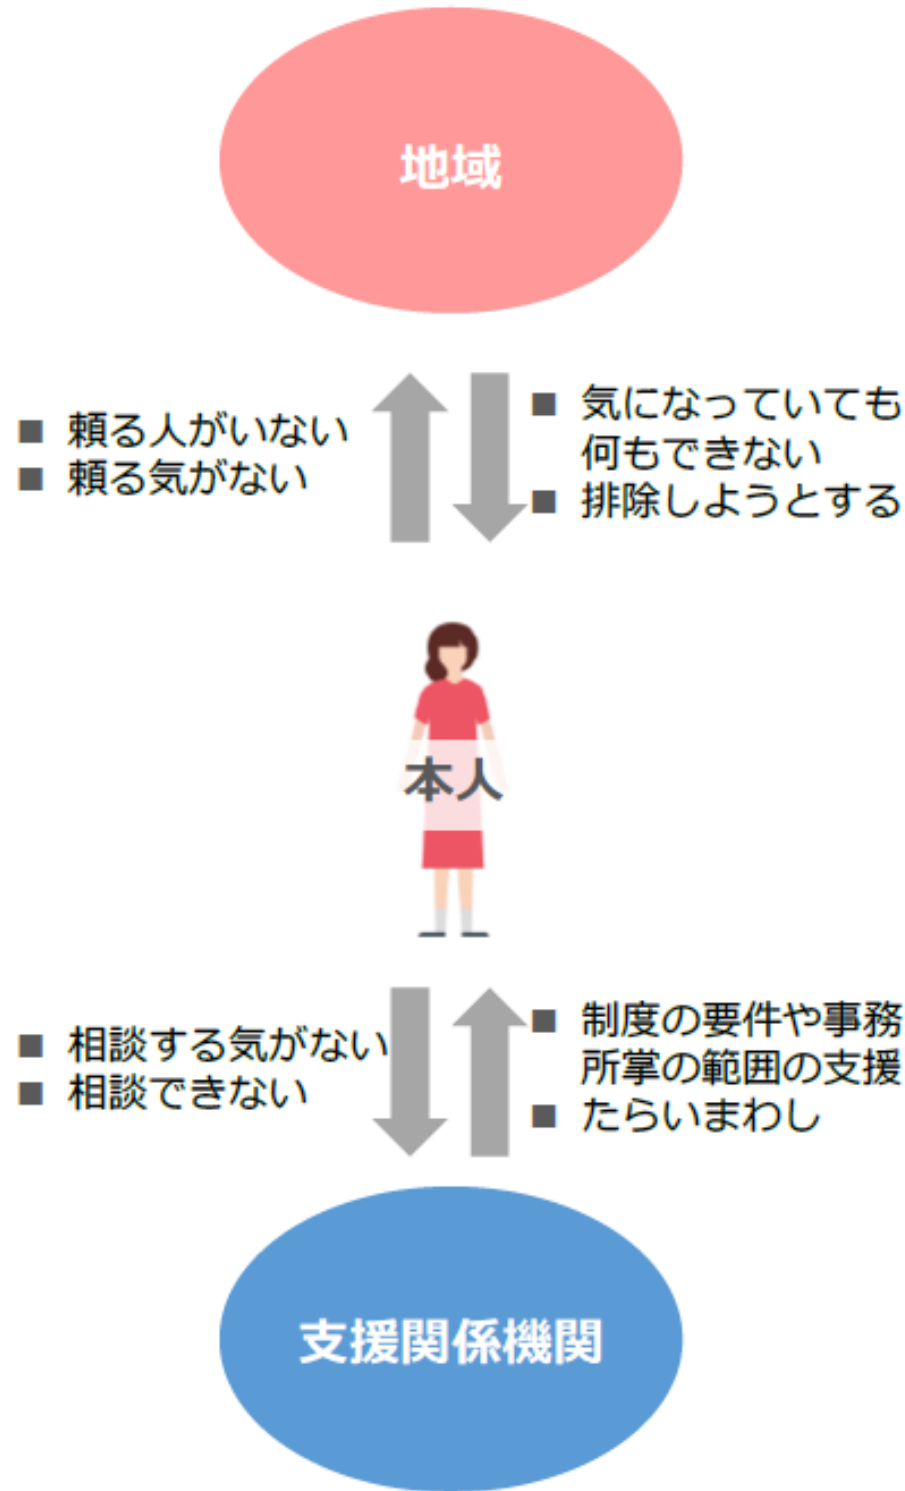 地域
■ 頼る人がいない
■ 頼る気がない
■ 気になっていても
何もできない
■ 排除しようとする
本人
■ 相談する気がない
■ 相談できない
■ 制度の要件や事務
所掌の範囲の支援
■ たらいまわし
支援関係機関